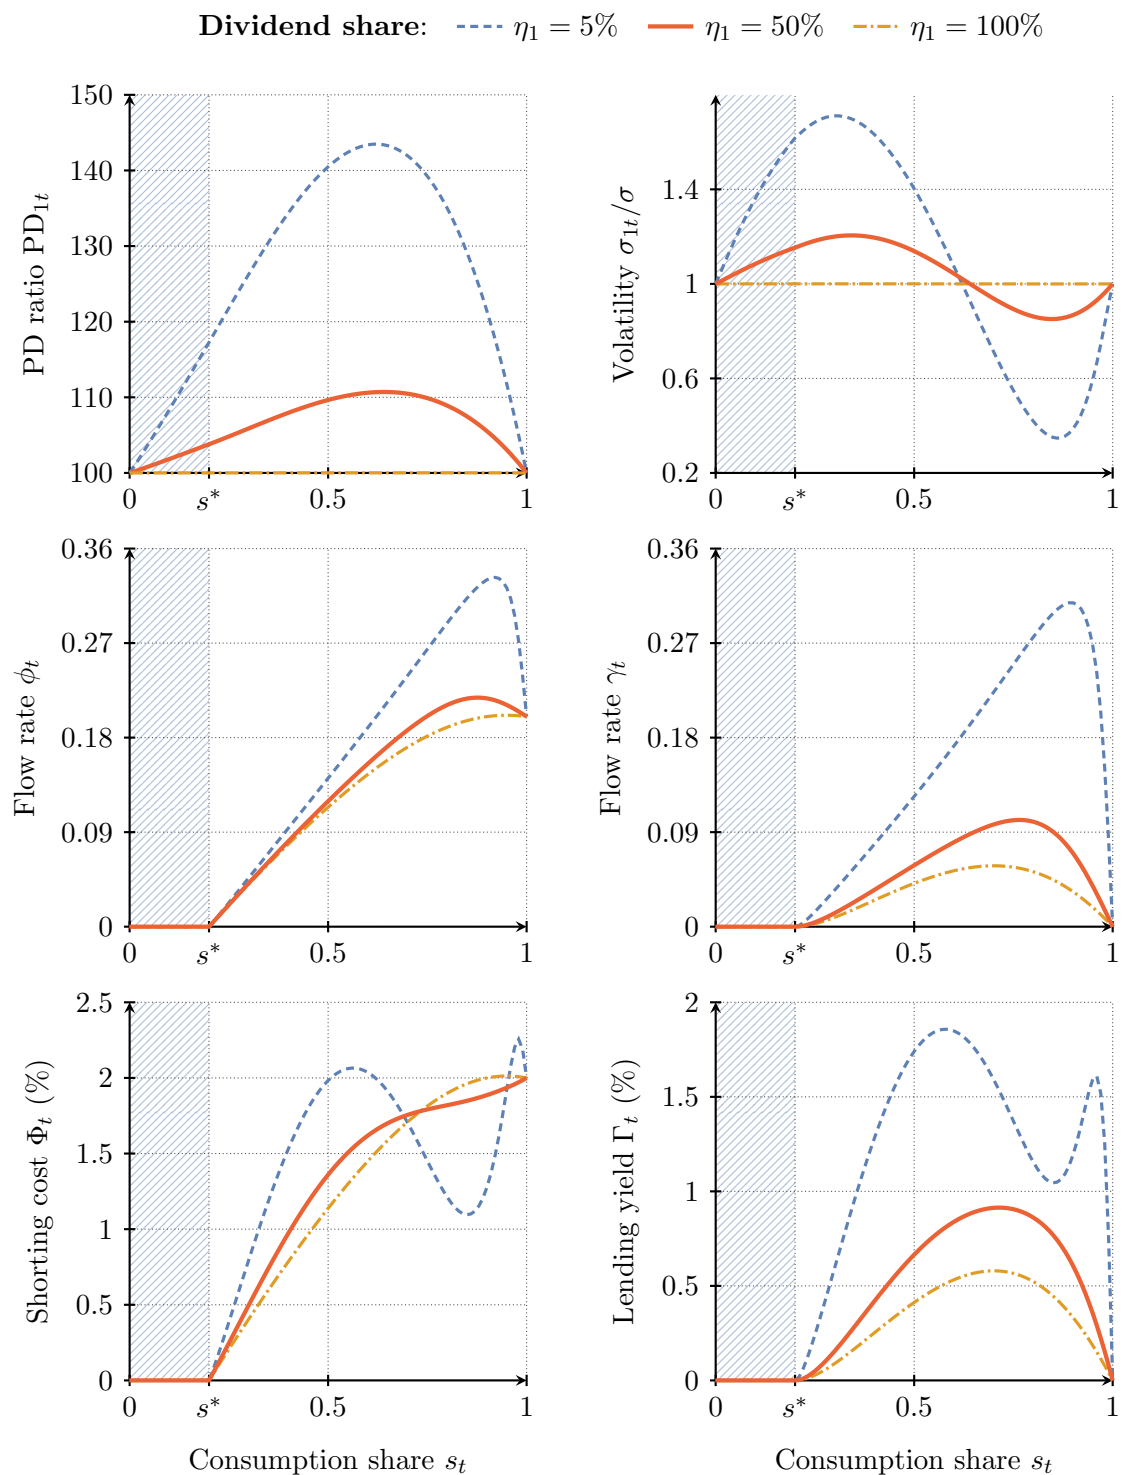 Dividend share: η₁ = 5% η₁ = 50% η₁ = 100%
PD ratio PD₁ₜ
150
140
130
120
110
100
0 s* 0.5 1
Volatility σ₁ₜ/σ
1.4
1
0.6
0.2
0 s* 0.5 1
Flow rate ϕₜ
0.36
0.27
0.18
0.09
0
0 s* 0.5 1
Flow rate γₜ
0.36
0.27
0.18
0.09
0
0 s* 0.5 1
Shorting cost Φₜ (%)
2.5
2
1.5
1
0.5
0
0 s* 0.5 1
Consumption share sₜ
Lending yield Γₜ (%)
2
1.5
1
0.5
0
0 s* 0.5 1
Consumption share sₜ